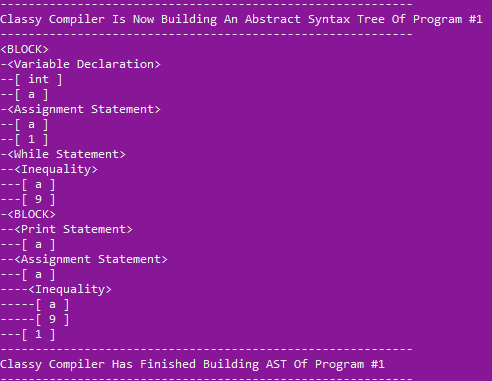 -----------------------------------------------------------
Classy Compiler Is Now Building An Abstract Syntax Tree Of Program #1
-----------------------------------------------------------
<BLOCK>
-<Variable Declaration>
--[ int ]
--[ a ]
-<Assignment Statement>
--[ a ]
--[ 1 ]
-<While Statement>
--<Inequality>
---[ a ]
---[ 9 ]
-<BLOCK>
--<Print Statement>
---[ a ]
--<Assignment Statement>
---[ a ]
----<Inequality>
-----[ a ]
-----[ 9 ]
---[ 1 ]
-----------------------------------------------------------
Classy Compiler Has Finished Building AST Of Program #1
-----------------------------------------------------------